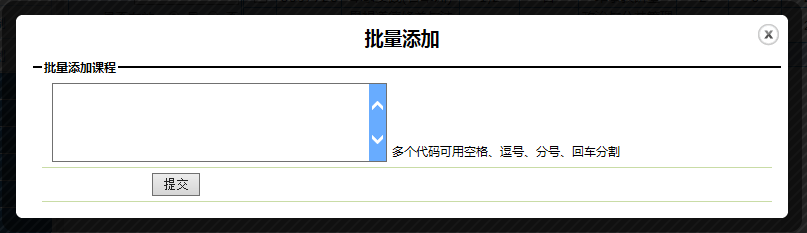 批量添加
批量添加课程
多个代码可用空格、逗号、分号、回车分割
提交